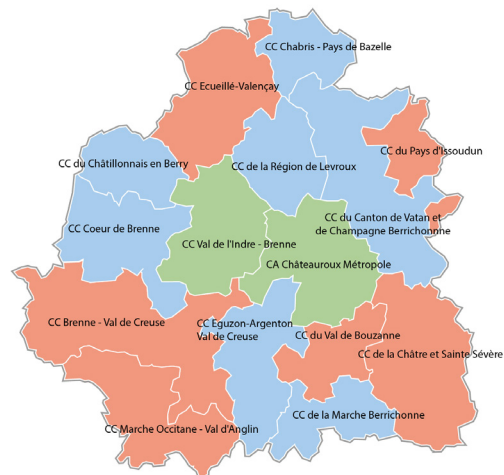 CC Chabris - Pays de Bazelle
CC Ecueillé-Valençay
CC du Pays d'Issoudun
CC du Châtillonnais en Berry
CC de la Région de Levroux
CC du Canton de Vatan et
de Champagne Berrichonnne
CC Coeur de Brenne
CC Val de l'Indre - Brenne
CA Châteauroux Métropole
CC Brenne - Val de Creuse
CC Eguzon-Argenton
Val de Creuse
CC du Val de Bouzanne
CC de la Châtre et Sainte Sévère
CC de la Marche Berrichonne
CC Marche Occitane - Val d'Anglin